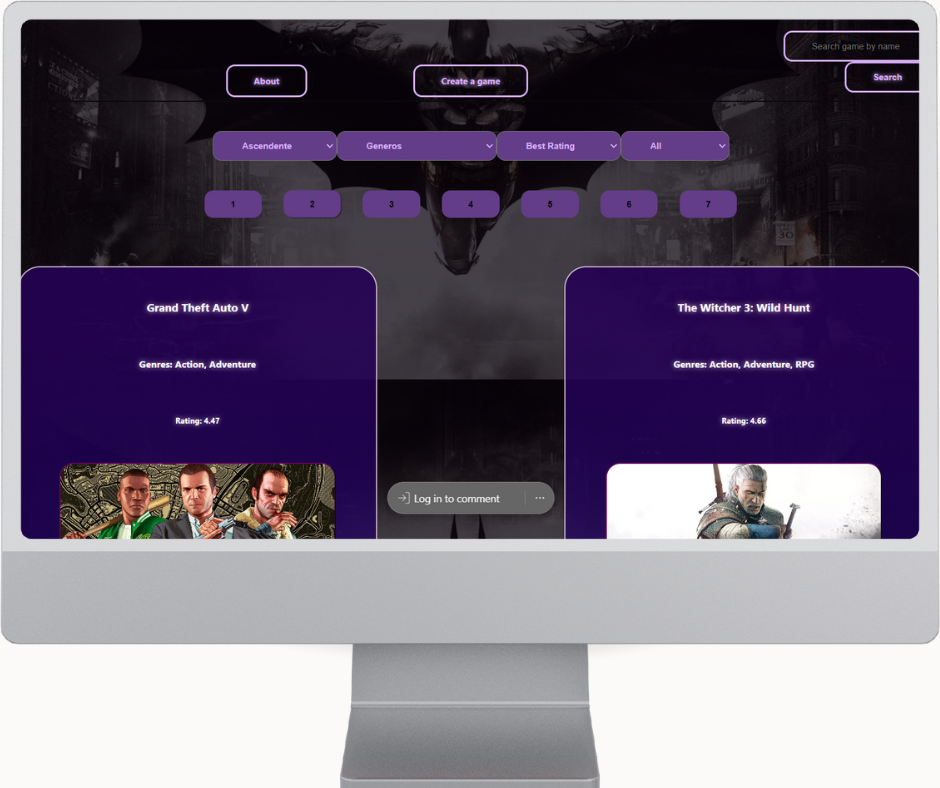 Search game by name
About
Create a game
Search
Ascendente
Generos
Best Rating
All
1 2 3 4 5 6 7
30
Grand Theft Auto V
The Witcher 3: Wild Hunt
Genres: Action, Adventure
Genres: Action, Adventure, RPG
Rating: 4.47
Rating: 4.66
Log in to comment